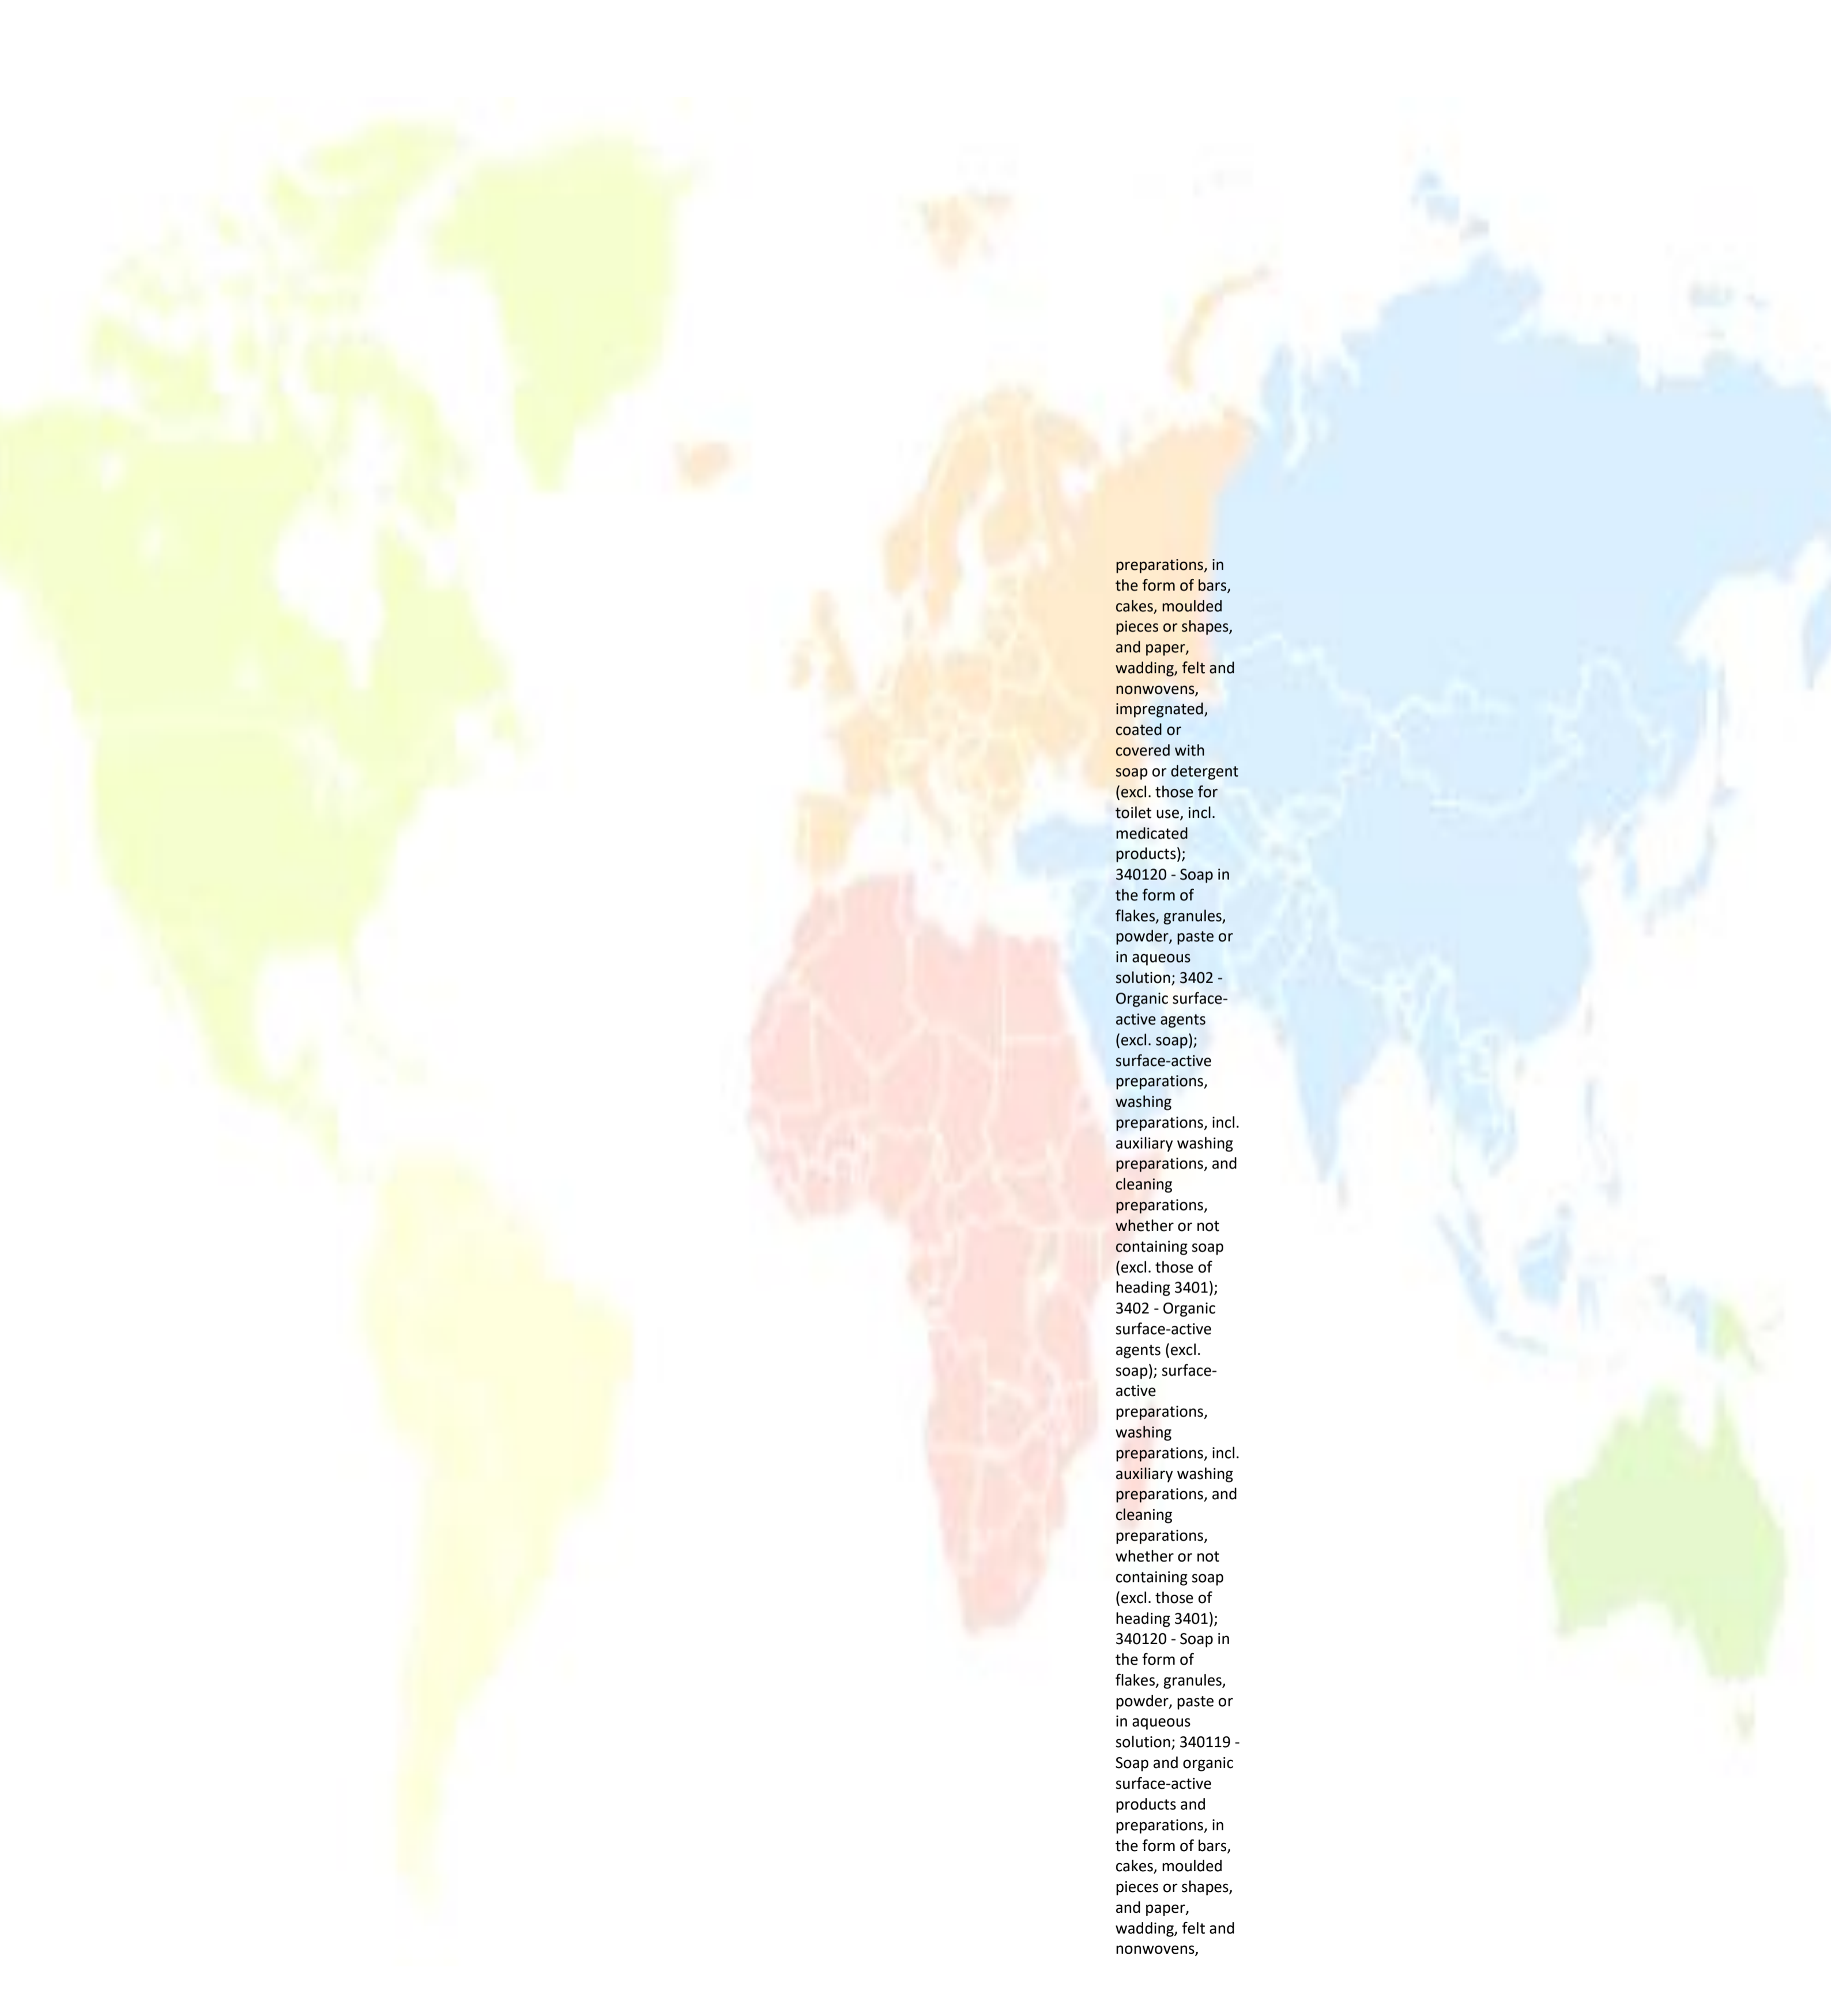 preparations, in
the form of bars,
cakes, moulded
pieces or shapes,
and paper,
wadding, felt and
nonwovens,
impregnated,
coated or
covered with
soap or detergent
(excl. those for
toilet use, incl.
medicated
products);
340120 - Soap in
the form of
flakes, granules,
powder, paste or
in aqueous
solution; 3402 -
Organic surface-
active agents
(excl. soap);
surface-active
preparations,
washing
preparations, incl.
auxiliary washing
preparations, and
cleaning
preparations,
whether or not
containing soap
(excl. those of
heading 3401);
3402 - Organic
surface-active
agents (excl.
soap); surface-
active
preparations,
washing
preparations, incl.
auxiliary washing
preparations, and
cleaning
preparations,
whether or not
containing soap
(excl. those of
heading 3401);
340120 - Soap in
the form of
flakes, granules,
powder, paste or
in aqueous
solution; 340119 -
Soap and organic
surface-active
products and
preparations, in
the form of bars,
cakes, moulded
pieces or shapes,
and paper,
wadding, felt and
nonwovens,